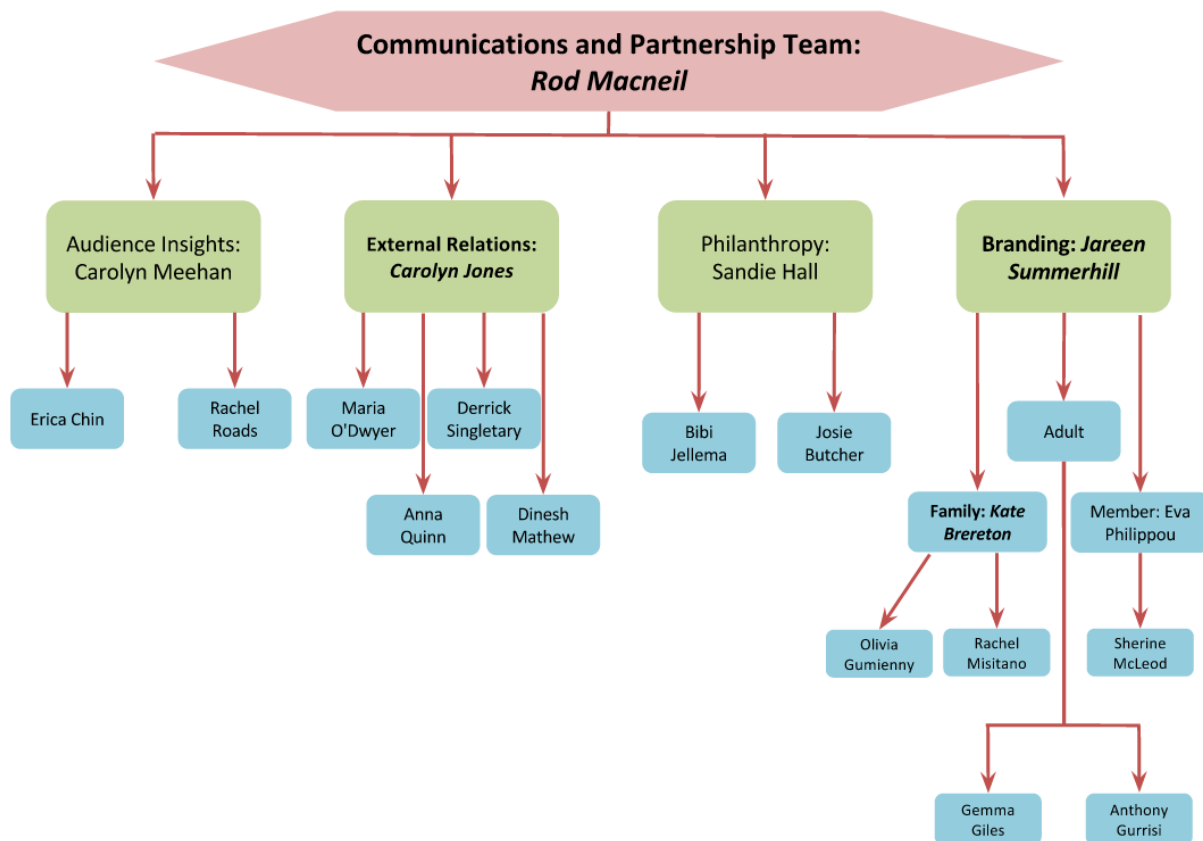 Communications and Partnership Team:
Rod Macneil
Audience Insights:
Carolyn Meehan
External Relations:
Carolyn Jones
Philanthropy:
Sandie Hall
Branding: Jareen
Summerhill
Erica Chin
Rachel
Roads
Maria
O'Dwyer
Derrick
Singletary
Anna
Quinn
Dinesh
Mathew
Bibi
Jellema
Josie
Butcher
Adult
Family: Kate
Brereton
Member: Eva
Philippou
Olivia
Gumienny
Rachel
Misitano
Sherine
McLeod
Gemma
Giles
Anthony
Gurrisi